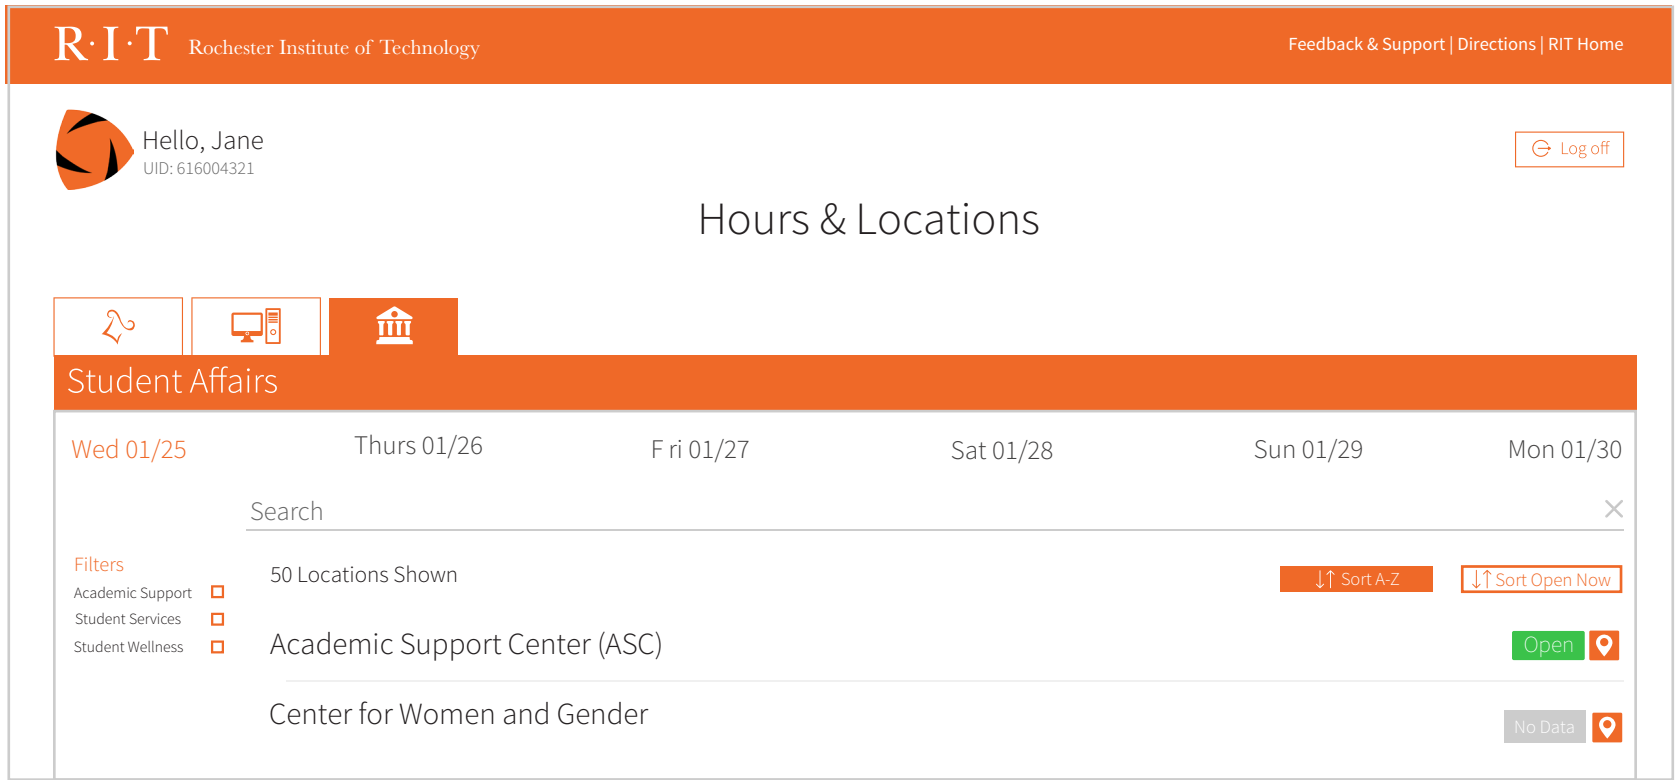 R·I·T Rochester Institute of Technology
Feedback & Support | Directions | RIT Home
Hello, Jane
UID: 616004321
Log off
Hours & Locations
Student Affairs
Wed 01/25 Thurs 01/26 F ri 01/27 Sat 01/28 Sun 01/29 Mon 01/30
Search
Filters
Academic Support
Student Services
Student Wellness
50 Locations Shown
↓↑ Sort A-Z
↓↑ Sort Open Now
Academic Support Center (ASC)
Open
Center for Women and Gender
No Data